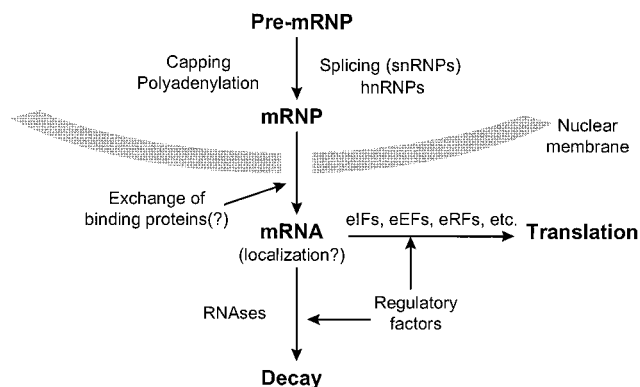 Pre-mRNP
Capping
Polyadenylation
Splicing (snRNPs)
hnRNPs
mRNP
Nuclear
membrane
Exchange of
binding proteins(?)
mRNA
(localization?)
eIFs, eEFs, eRFs, etc.
Translation
RNAses
Regulatory
factors
Decay